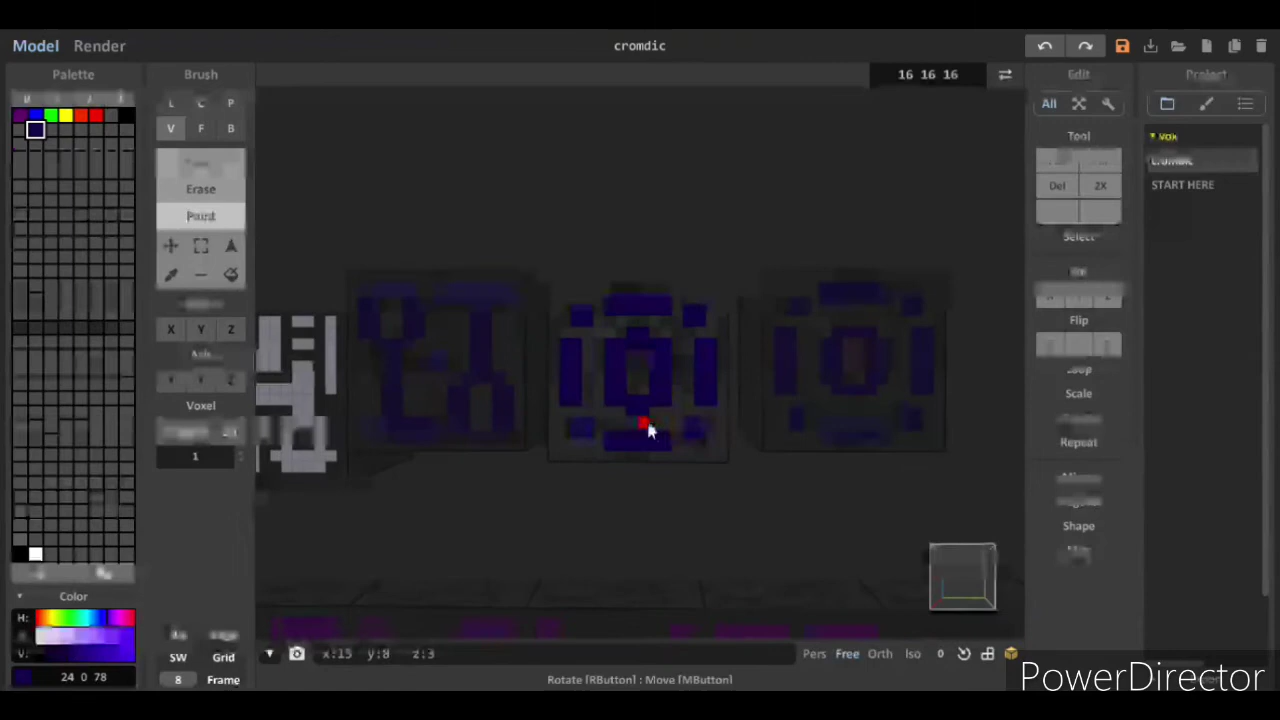 Model Render
cromdic
Palette
Brush
16 16 16
Edit
Project
L C P
All
V F B
Tool
Erase
Paint
Del 2X
START HERE
Select
Flip
X Y Z
Loop
Scale
Voxel
1
Repeat
Shape
Color
H:
V:
24 0 78
SW Grid
8 Frame
x:15 y:8 z:3
Pers Free Orth Iso 0
Rotate [RButton] : Move [MButton]
PowerDirector